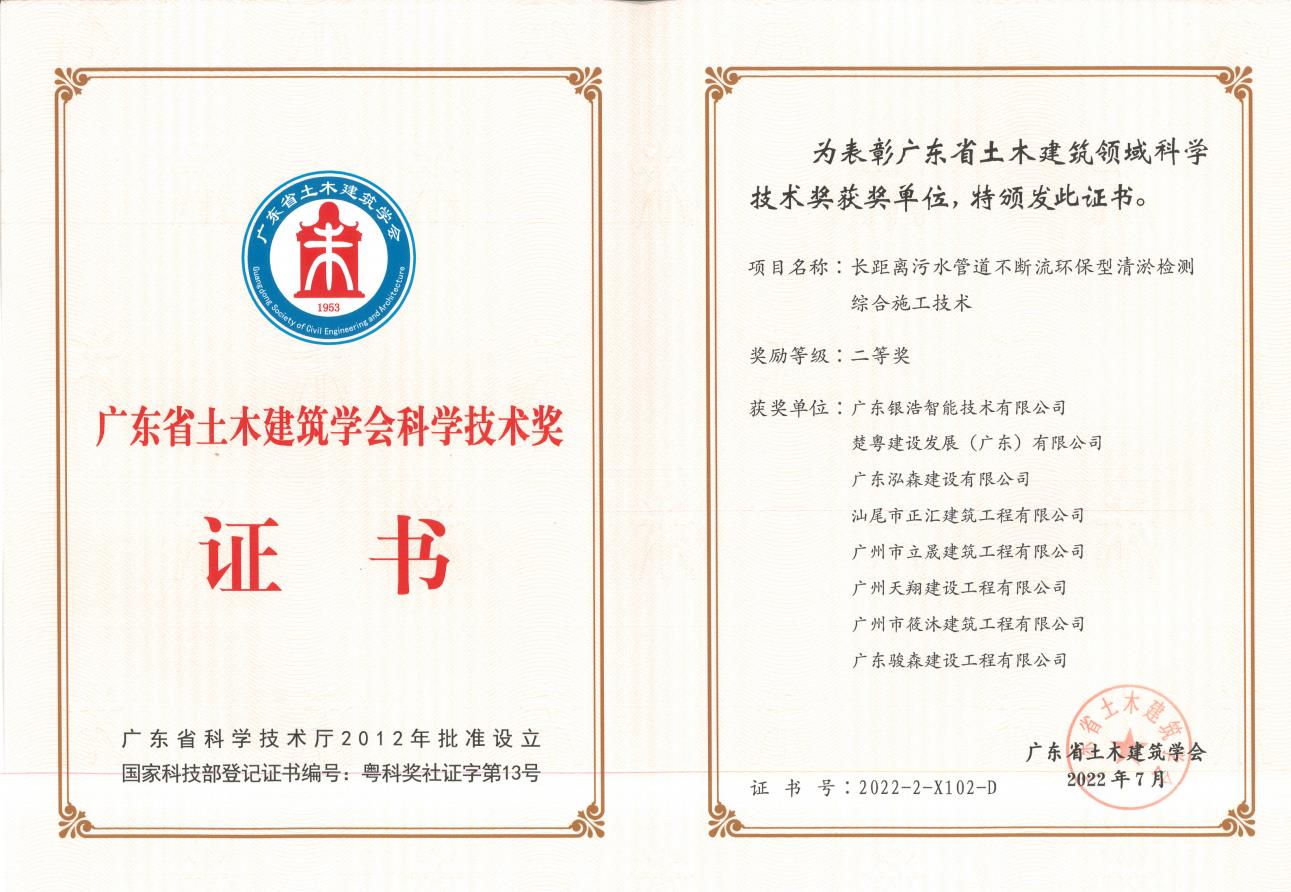 广东省土木建筑学会
1953
Guangdong Society of Civil Engineering and Architecture
广东省土木建筑学会科学技术奖
证 书
广东省科学技术厅2012年批准设立
国家科技部登记证书编号：粤科奖社证字第13号
为表彰广东省土木建筑领域科学
技术奖获奖单位，特颁发此证书。
项目名称：长距离污水管道不断流环保型清淤检测
综合施工技术
奖励等级：二等奖
获奖单位：广东银浩智能技术有限公司
楚粤建设发展（广东）有限公司
广东泓森建设有限公司
汕尾市正汇建筑工程有限公司
广州市立晟建筑工程有限公司
广州天翔建设工程有限公司
广州市筱沐建筑工程有限公司
广东骏森建设工程有限公司
广东省土木建筑学会
2022年7月
证 书 号：2022-2-X102-D